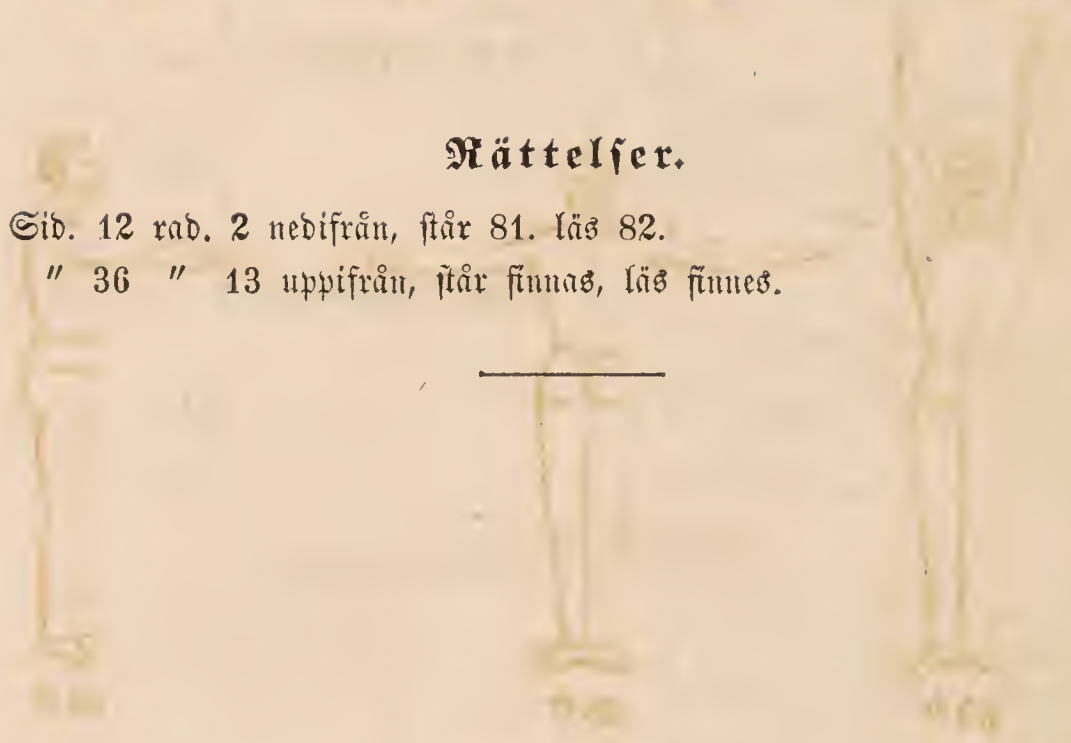 Rättelser.
Sid. 12 rad. 2 nedifrån, står 81. läs 82.
" 36 " 13 uppifrån, står finnas, läs finnes.